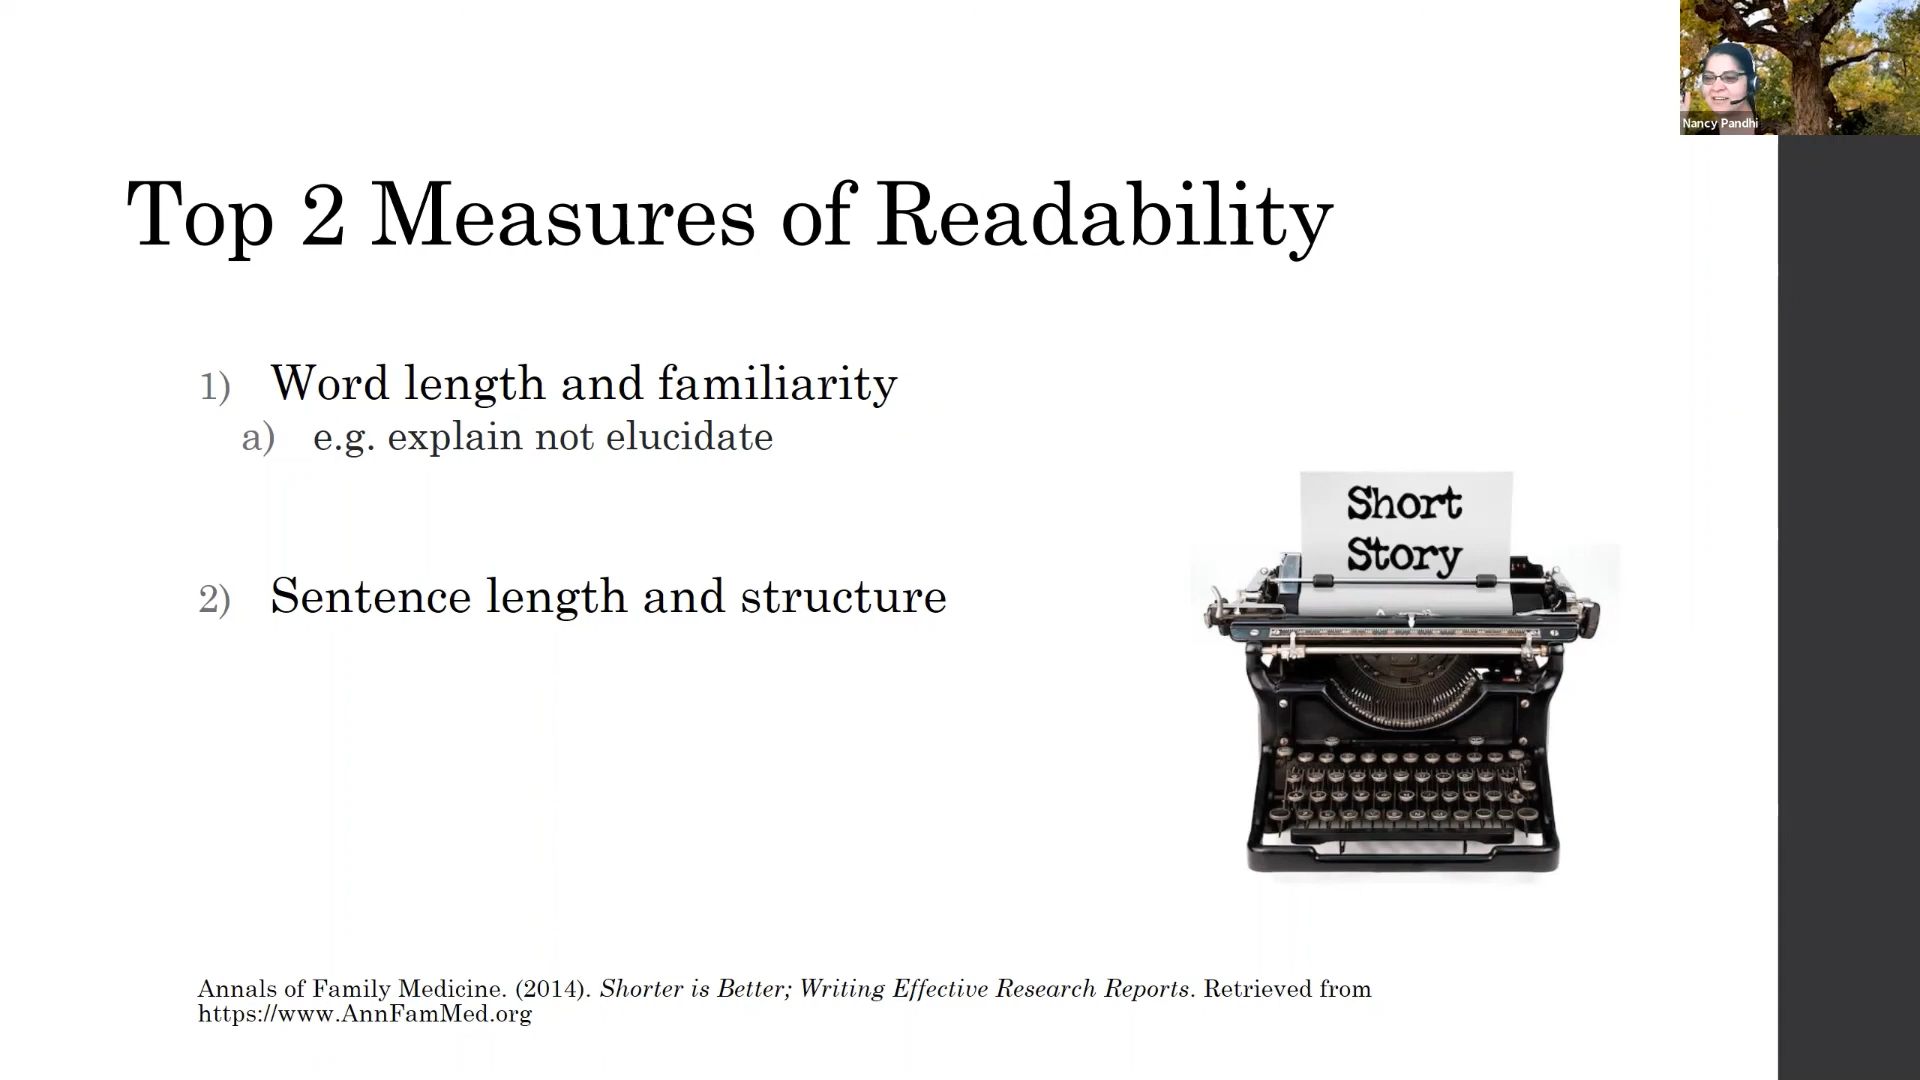 Nancy Pandhi
Top 2 Measures of Readability
1) Word length and familiarity
a) e.g. explain not elucidate
2) Sentence length and structure
Short
Story
Annals of Family Medicine. (2014). Shorter is Better; Writing Effective Research Reports. Retrieved from
https://www.AnnFamMed.org